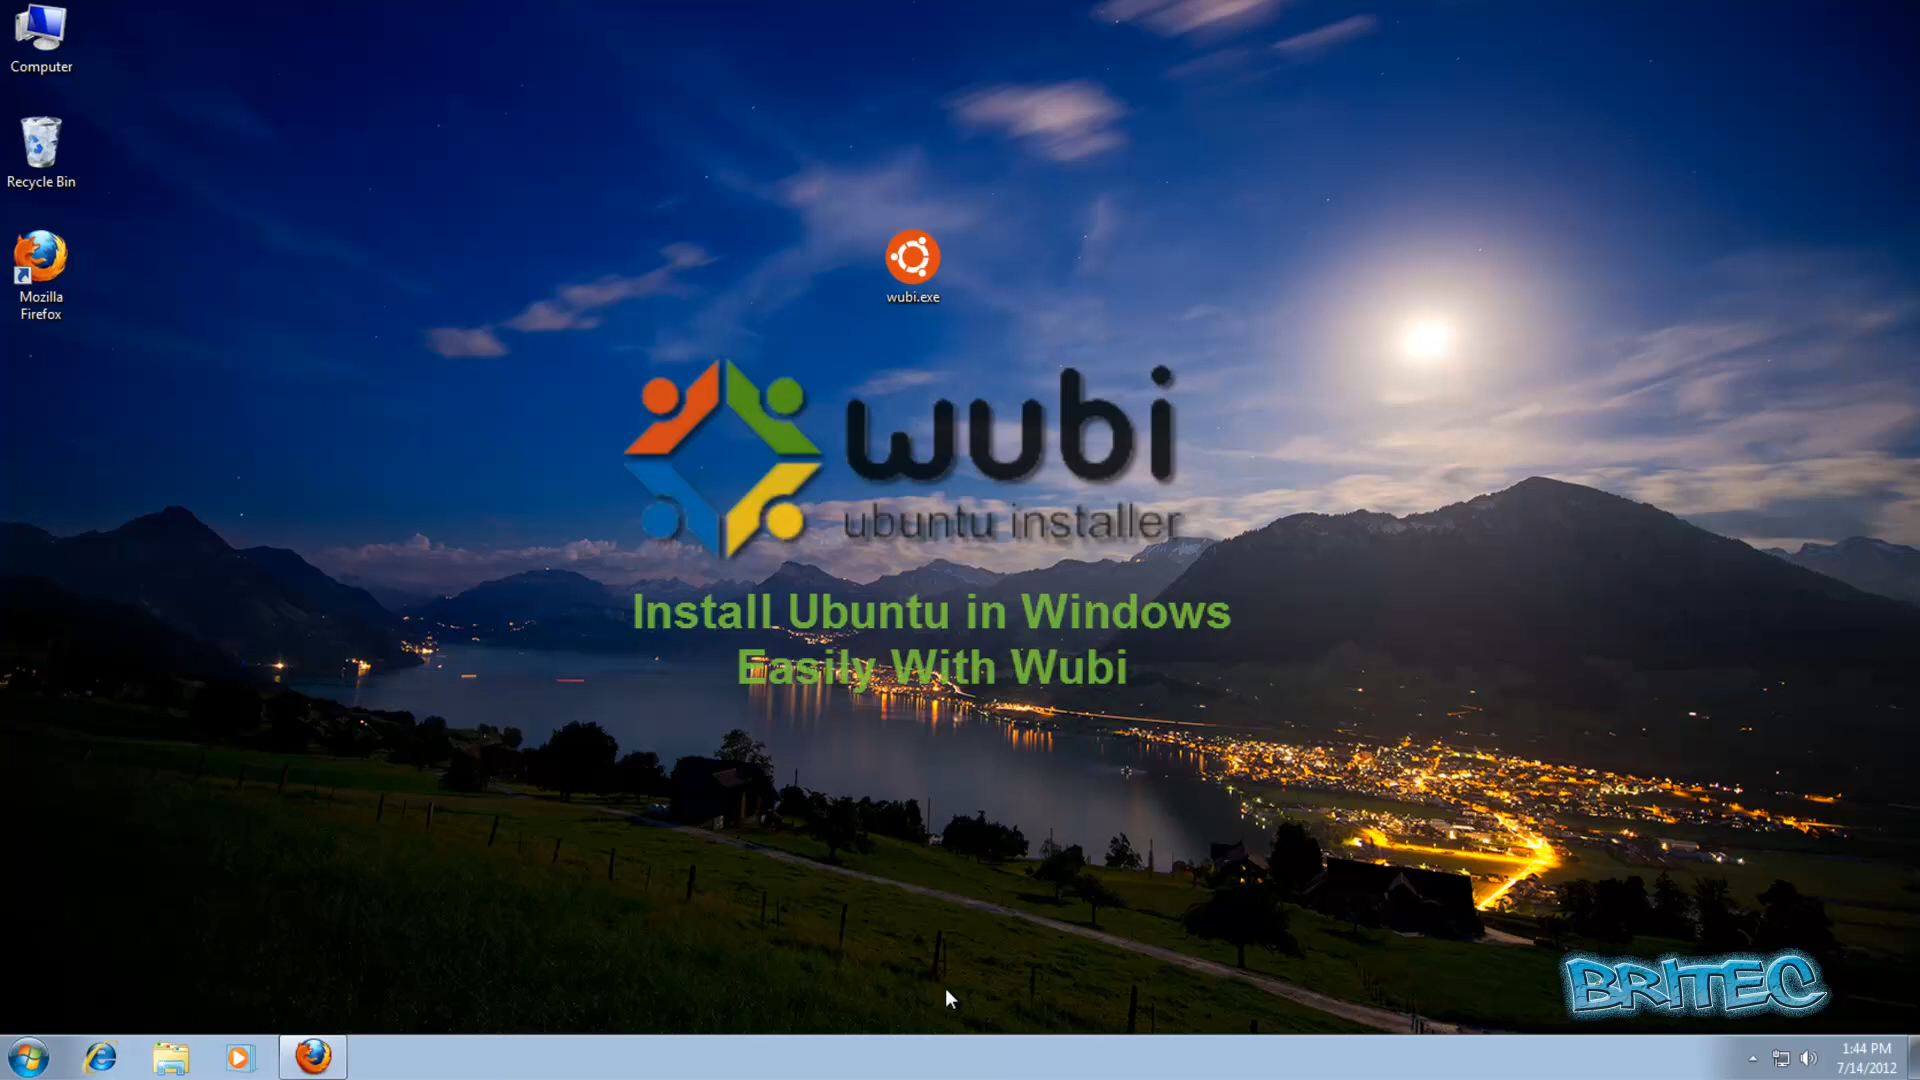 Computer
Recycle Bin
Mozilla
Firefox
wubi.exe
wubi
ubuntu installer
Install Ubuntu in Windows
Easily With Wubi
BRITEC
1:44 PM
7/14/2012